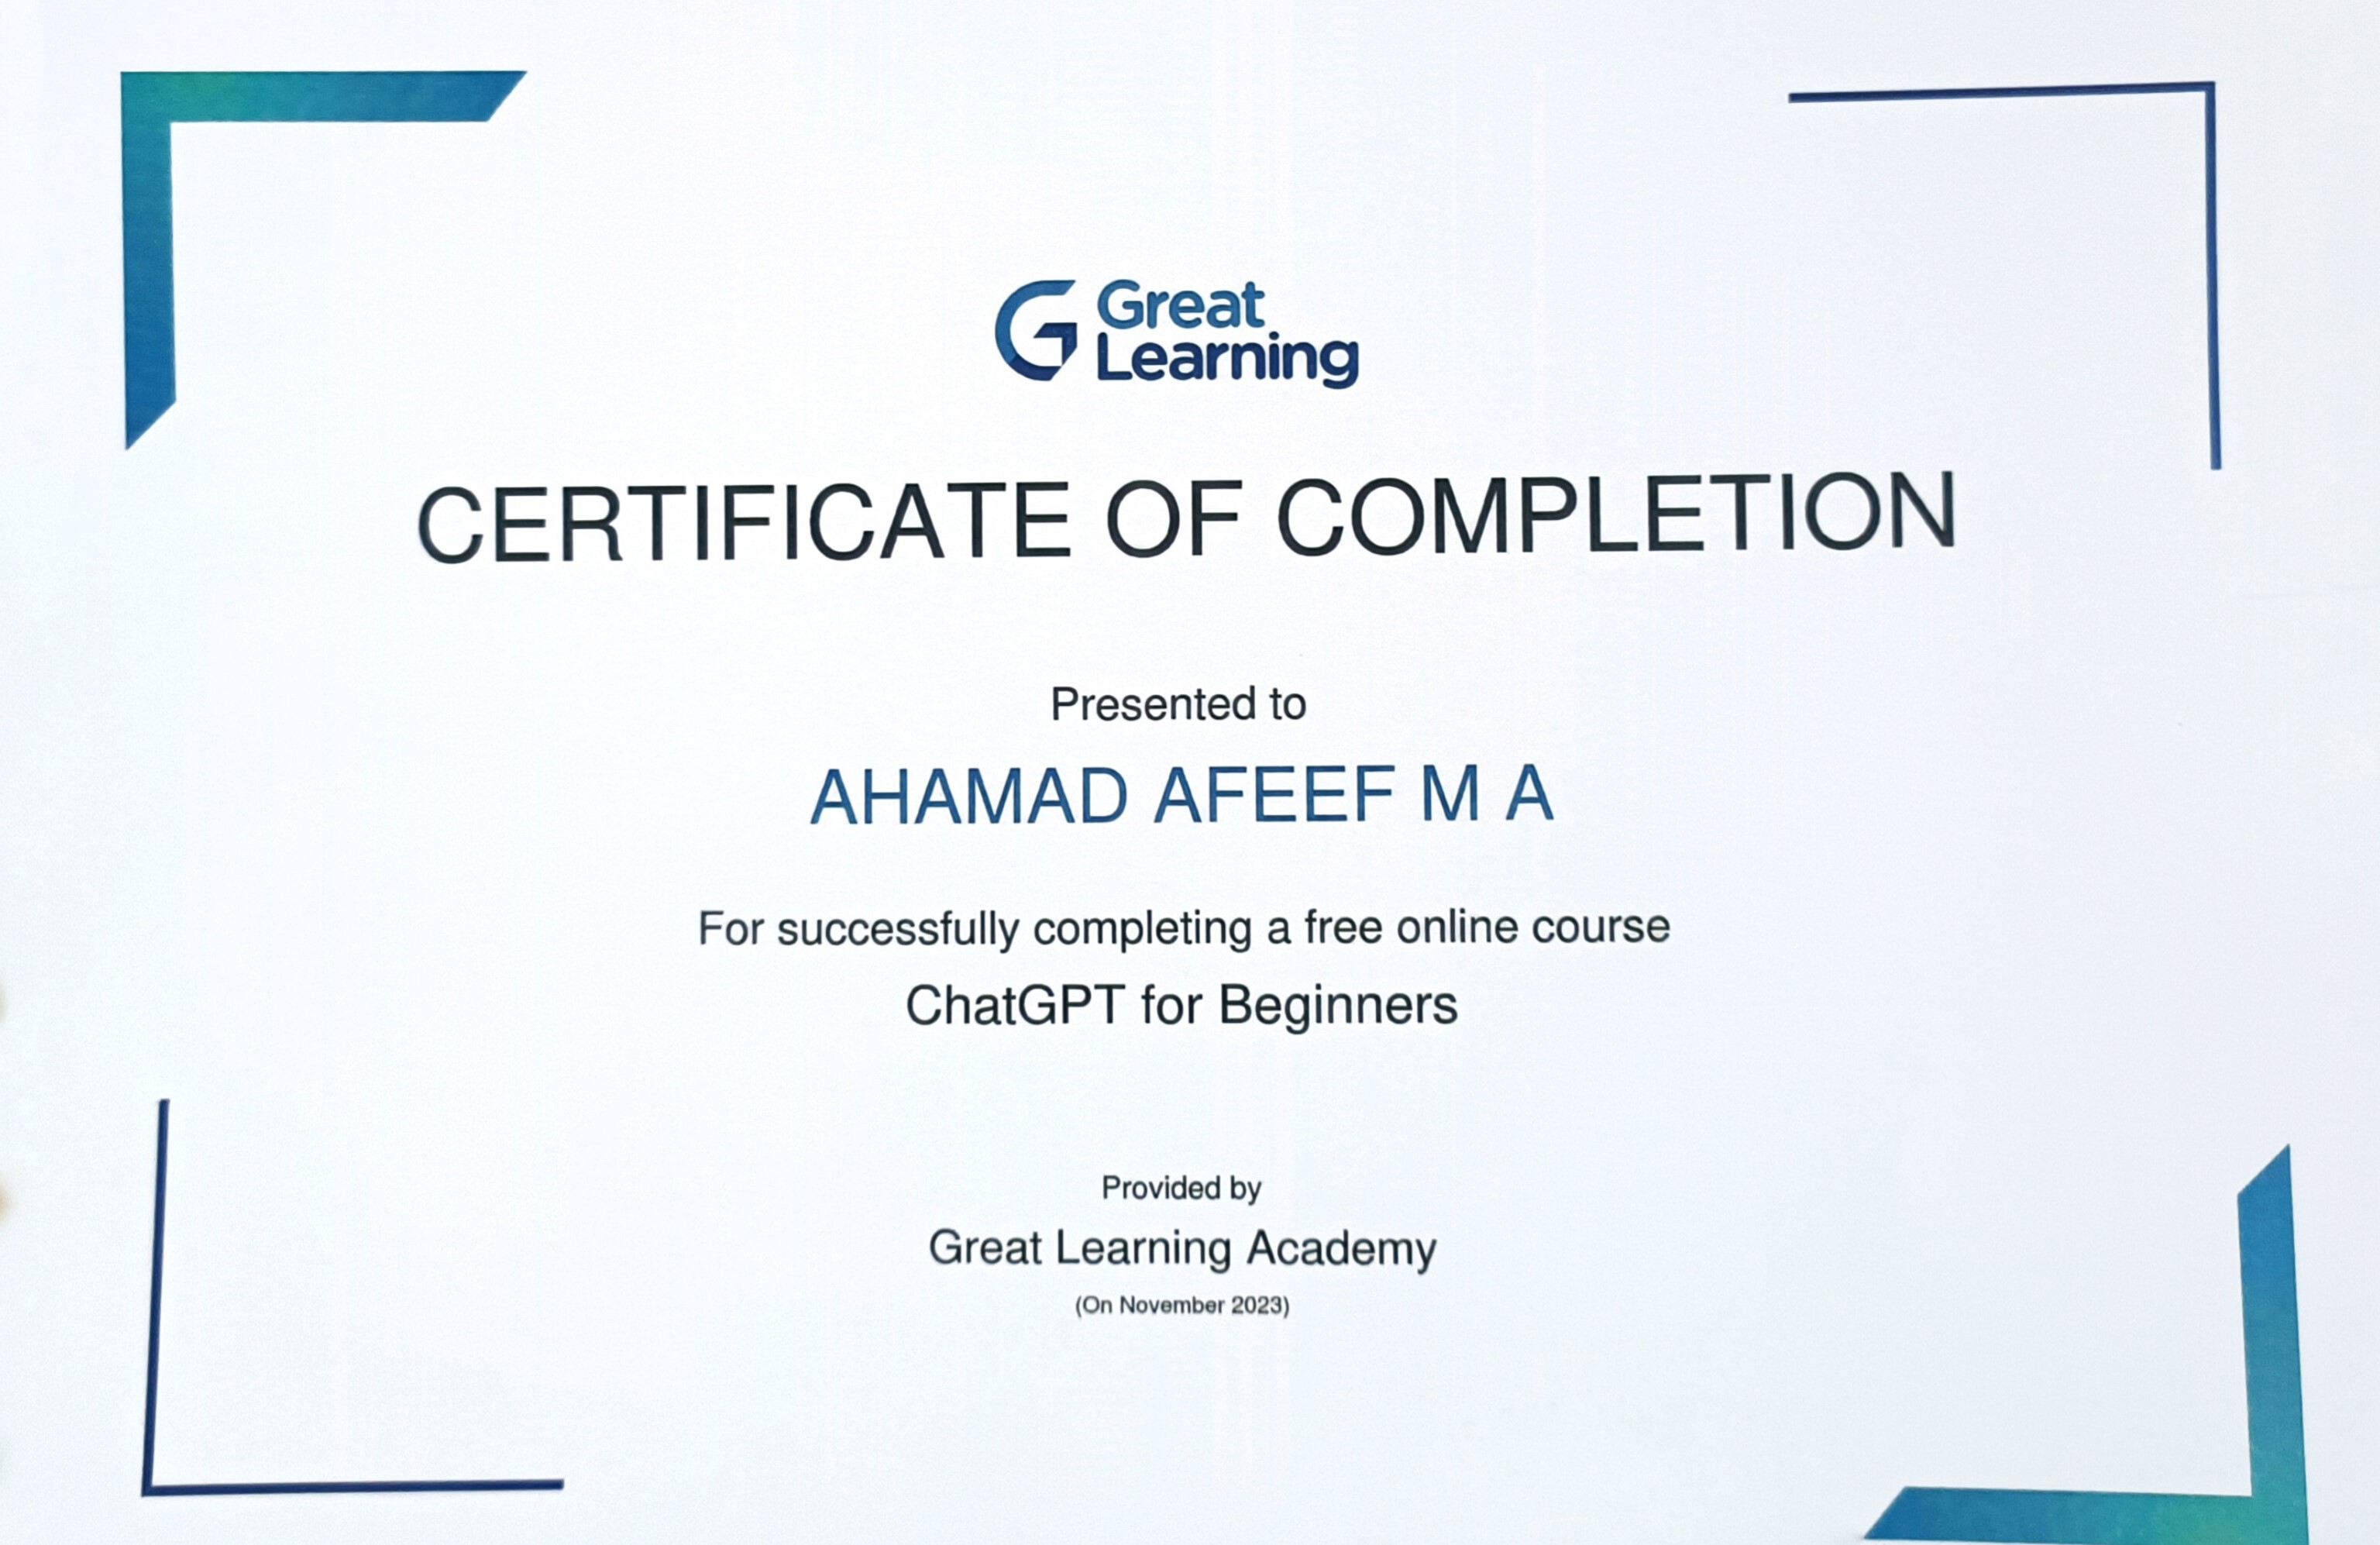 Great
Learning
CERTIFICATE OF COMPLETION
Presented to
AHAMAD AFEEF M A
For successfully completing a free online course
ChatGPT for Beginners
Provided by
Great Learning Academy
(On November 2023)